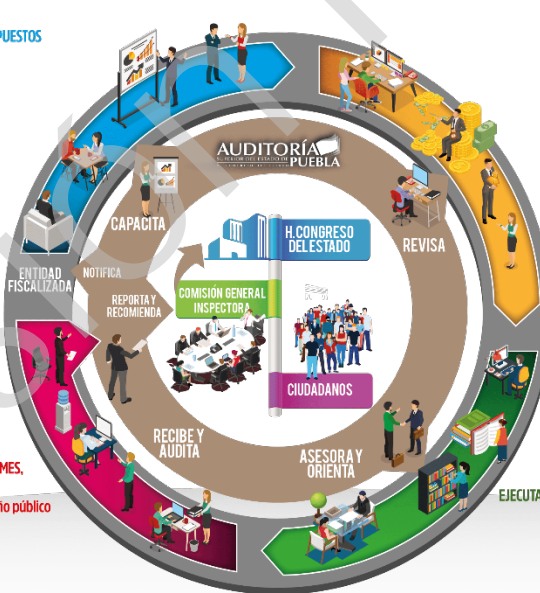 PUESTOS
AUDITORÍA
SUPERIOR DEL ESTADO DE
PUEBLA
CAPACITA
H.CONGRESO
DEL ESTADO
REVISA
ENTIDAD
FISCALIZADA
NOTIFICA
REPORTA Y
RECOMIENDA
COMISIÓN GENERAL
INSPECTORA
CIUDADANOS
RECIBE Y
AUDITA
ASESORA Y
ORIENTA
MES,
ño público
EJECUTA